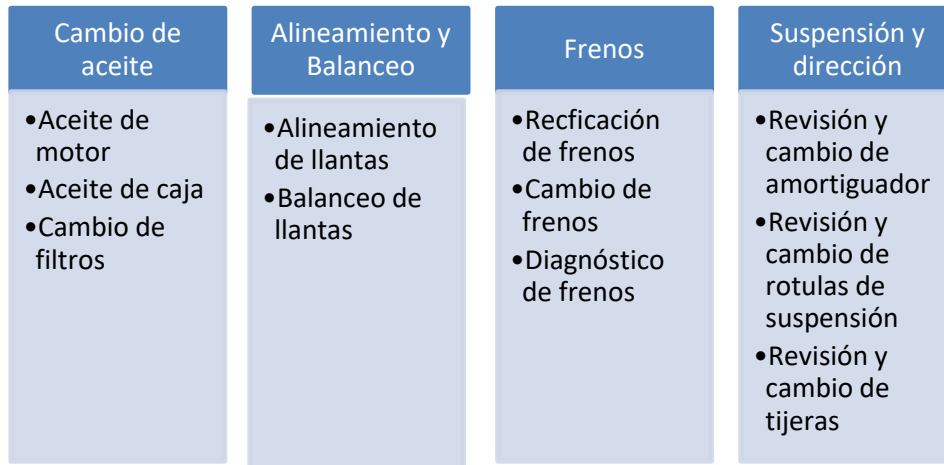 Cambio de
aceite
•Aceite de
motor
•Aceite de caja
•Cambio de
filtros
Alineamiento y
Balanceo
•Alineamiento
de llantas
•Balanceo de
llantas
Frenos
•Recficación
de frenos
•Cambio de
frenos
•Diagnóstico
de frenos
Suspensión y
dirección
•Revisión y
cambio de
amortiguador
•Revisión y
cambio de
rotulas de
suspensión
•Revisión y
cambio de
tijeras